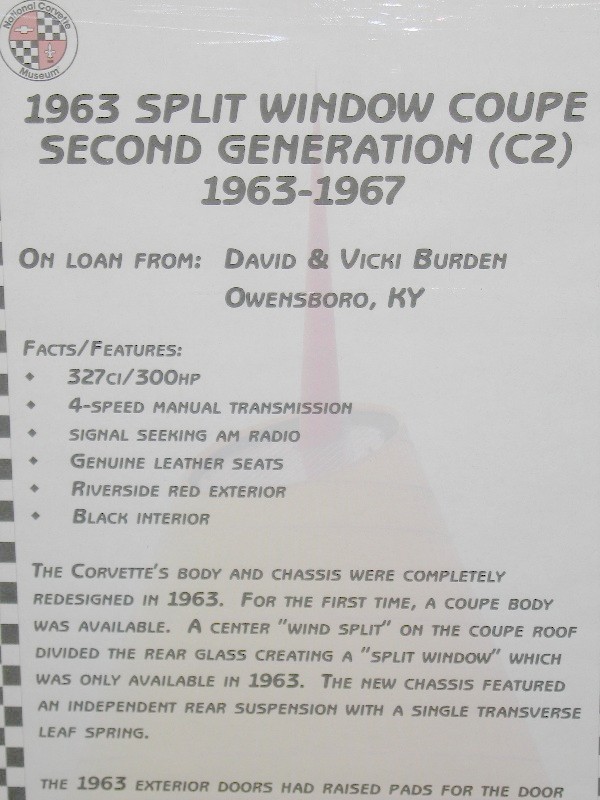 National Corvette
Museum
1963 SPLIT WINDOW COUPE
SECOND GENERATION (C2)
1963-1967
ON LOAN FROM: DAVID & VICKI BURDEN
OWENSBORO, KY
FACTS/FEATURES:
• 327CI/300HP
• 4-SPEED MANUAL TRANSMISSION
• SIGNAL SEEKING AM RADIO
• GENUINE LEATHER SEATS
• RIVERSIDE RED EXTERIOR
• BLACK INTERIOR
THE CORVETTE'S BODY AND CHASSIS WERE COMPLETELY
REDESIGNED IN 1963. FOR THE FIRST TIME, A COUPE BODY
WAS AVAILABLE. A CENTER "WIND SPLIT" ON THE COUPE ROOF
DIVIDED THE REAR GLASS CREATING A "SPLIT WINDOW" WHICH
WAS ONLY AVAILABLE IN 1963. THE NEW CHASSIS FEATURED
AN INDEPENDENT REAR SUSPENSION WITH A SINGLE TRANSVERSE
LEAF SPRING.
THE 1963 EXTERIOR DOORS HAD RAISED PADS FOR THE DOOR